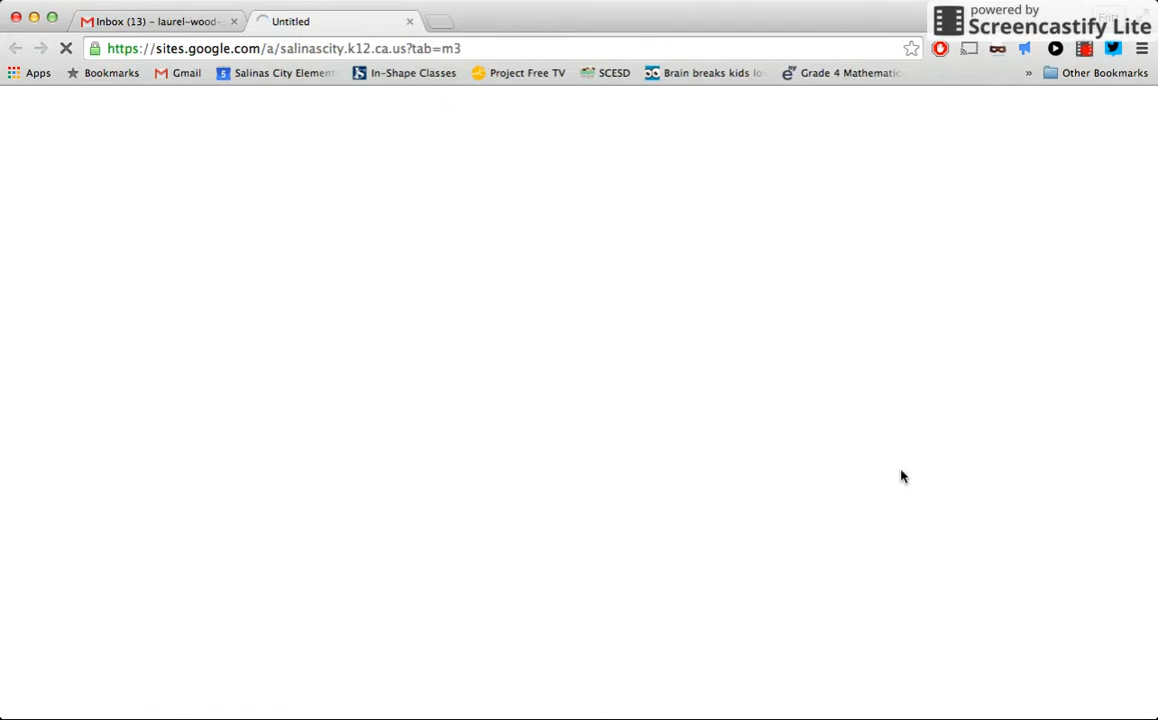 Inbox (13) – laurel-wood-
Untitled
powered by
Screencastify Lite
https://sites.google.com/a/salinascity.k12.ca.us?tab=m3
Apps
Bookmarks
Gmail
Salinas City Element
In-Shape Classes
Project Free TV
SCESD
Brain breaks kids lo
Grade 4 Mathematic
»
Other Bookmarks